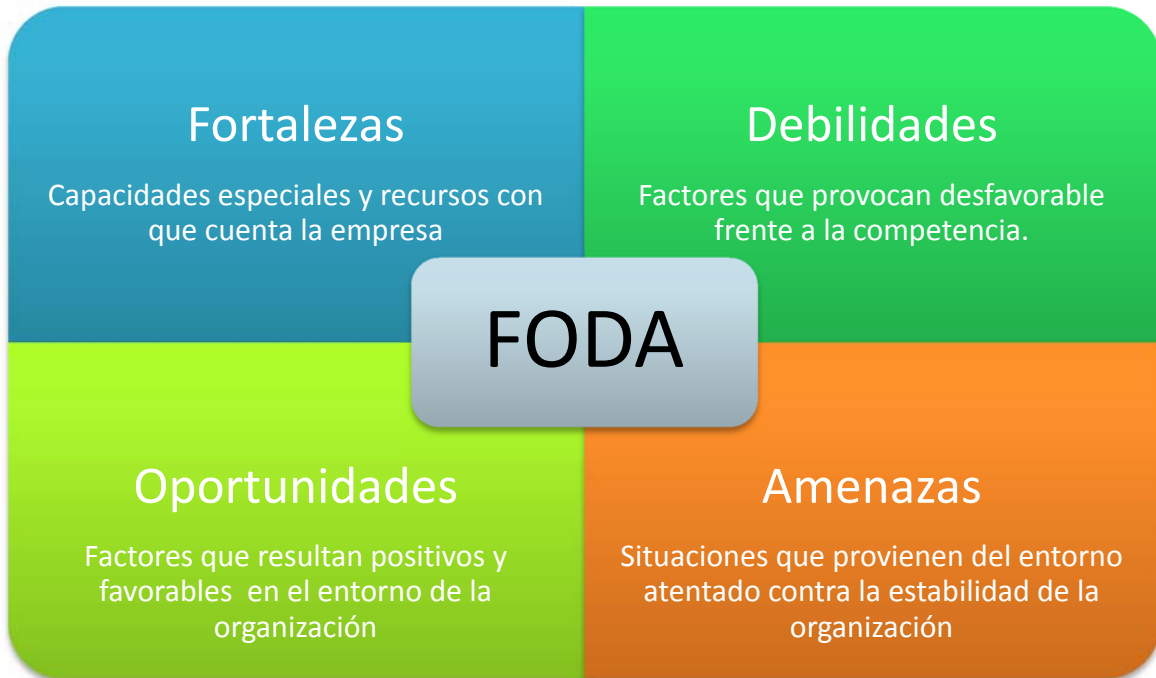 Fortalezas
Capacidades especiales y recursos con
que cuenta la empresa
Debilidades
Factores que provocan desfavorable
frente a la competencia.
FODA
Oportunidades
Factores que resultan positivos y
favorables en el entorno de la
organización
Amenazas
Situaciones que provienen del entorno
atentado contra la estabilidad de la
organización